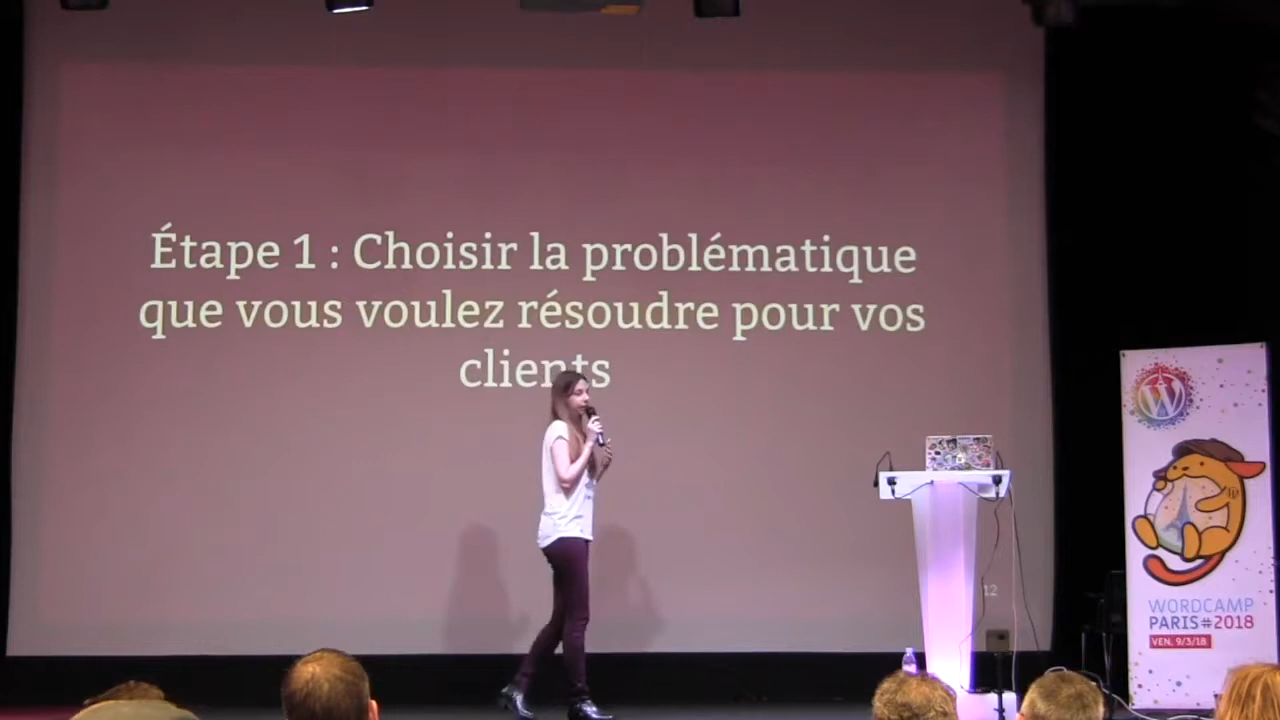 Étape 1 : Choisir la problématique
que vous voulez résoudre pour vos
clients
12
W
WORDCAMP
PARIS#2018
VEN. 9/3/18